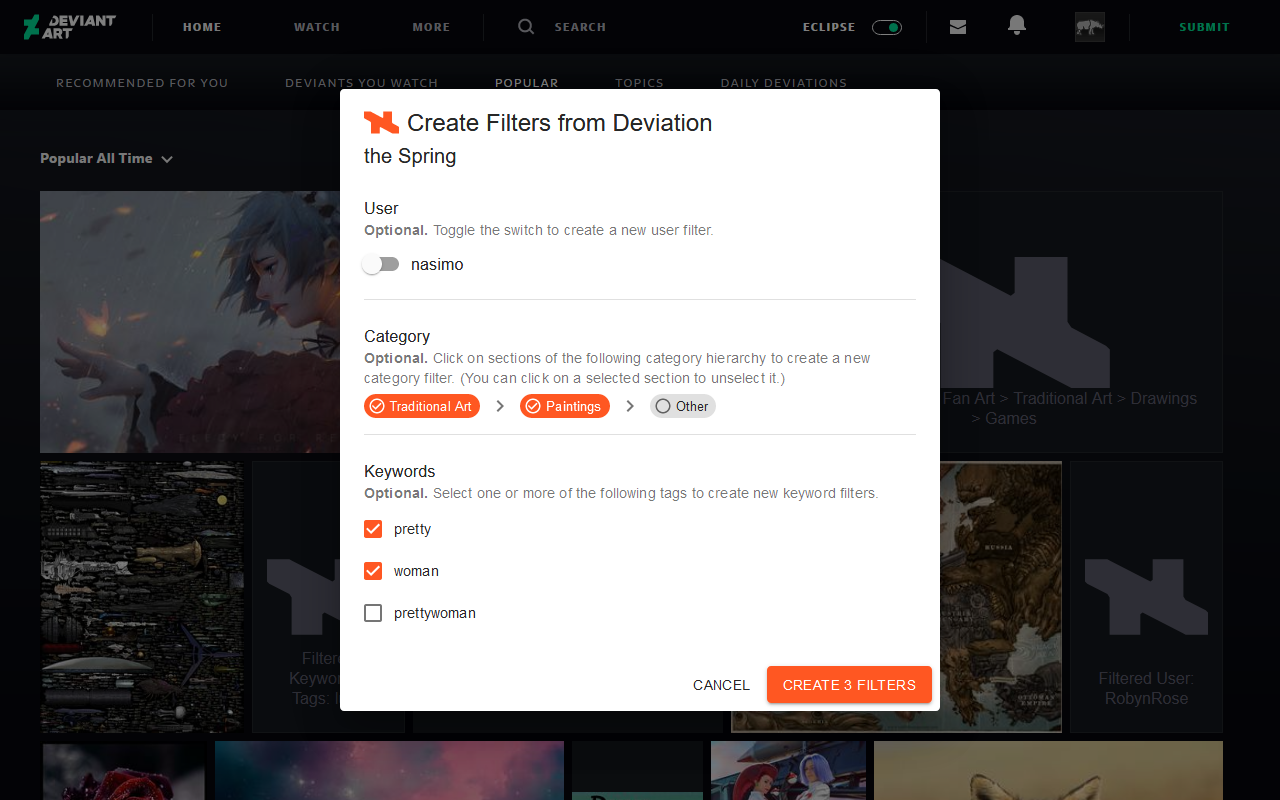 DEVIANT
ART
HOME
WATCH
MORE
SEARCH
ECLIPSE
SUBMIT
RECOMMENDED FOR YOU
DEVIANTS YOU WATCH
POPULAR
TOPICS
DAILY DEVIATIONS
Popular All Time
Create Filters from Deviation
the Spring
User
Optional. Toggle the switch to create a new user filter.
nasimo
Category
Optional. Click on sections of the following category hierarchy to create a new
category filter. (You can click on a selected section to unselect it.)
Traditional Art
Paintings
Other
Keywords
Optional. Select one or more of the following tags to create new keyword filters.
pretty
woman
prettywoman
CANCEL
CREATE 3 FILTERS
Fan Art > Traditional Art > Drawings
> Games
RUSSIA
OTTOMAN
EMPIRE
Tags:
Filtered User:
RobynRose